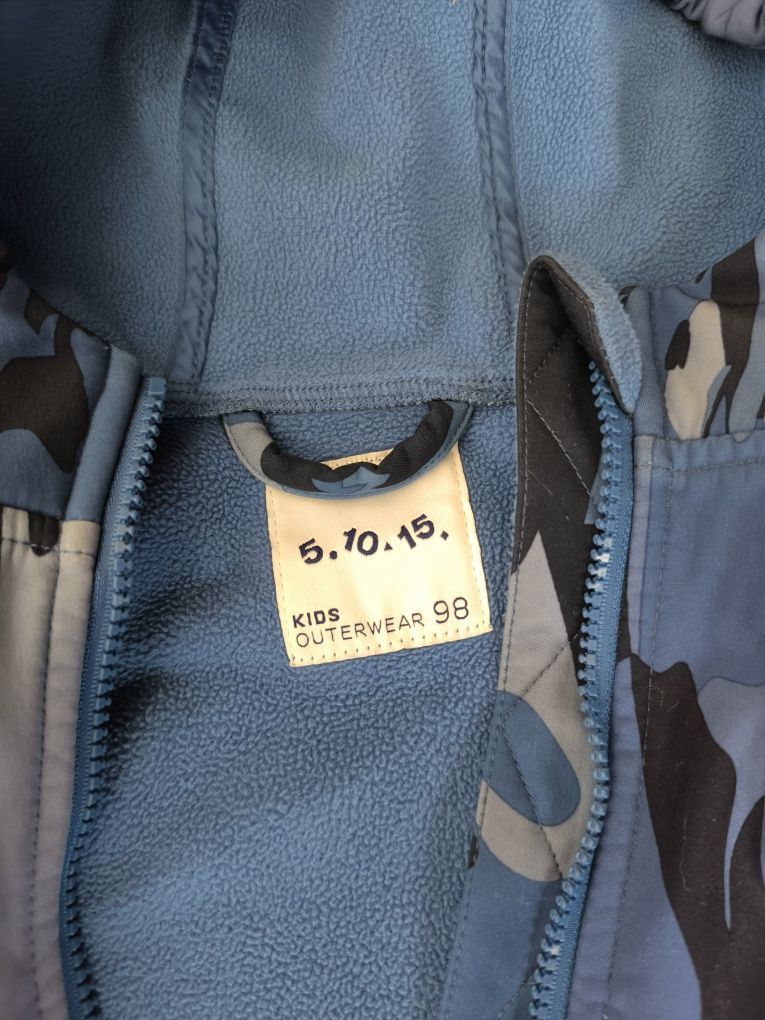 5.10.15.
KIDS
OUTERWEAR 98